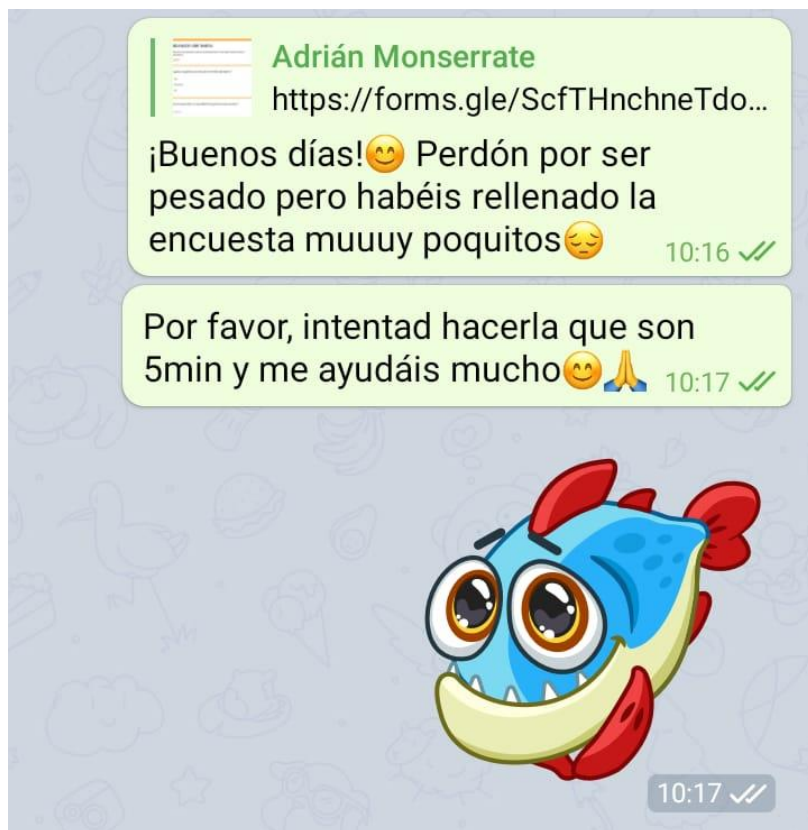 Adrián Monserrate
https://forms.gle/ScfTHnchneTdo...
¡Buenos días!😊 Perdón por ser
pesado pero habéis rellenado la
encuesta muuuy poquitos😔
10:16
Por favor, intentad hacerla que son
5min y me ayudáis mucho😊🙏
10:17
10:17